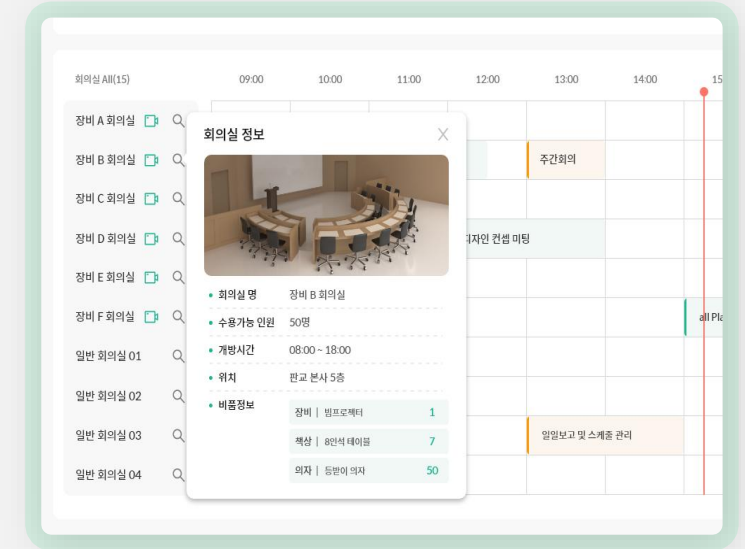 회의실 All(15) 09:00 10:00 11:00 12:00 13:00 14:00 15
장비 A 회의실
장비 B 회의실
장비 C 회의실
장비 D 회의실
장비 E 회의실
장비 F 회의실
일반 회의실 01
일반 회의실 02
일반 회의실 03
일반 회의실 04
회의실 정보 X
회의실 명 장비 B 회의실
수용가능 인원 50명
개방시간 08:00 ~ 18:00
위치 판교 본사 5층
비품정보
장비 | 빔프로젝터 1
책상 | 8인석 테이블 7
의자 | 등받이 의자 50
주간회의
디자인 컨셉 미팅
all Pla
일일보고 및 스케줄 관리